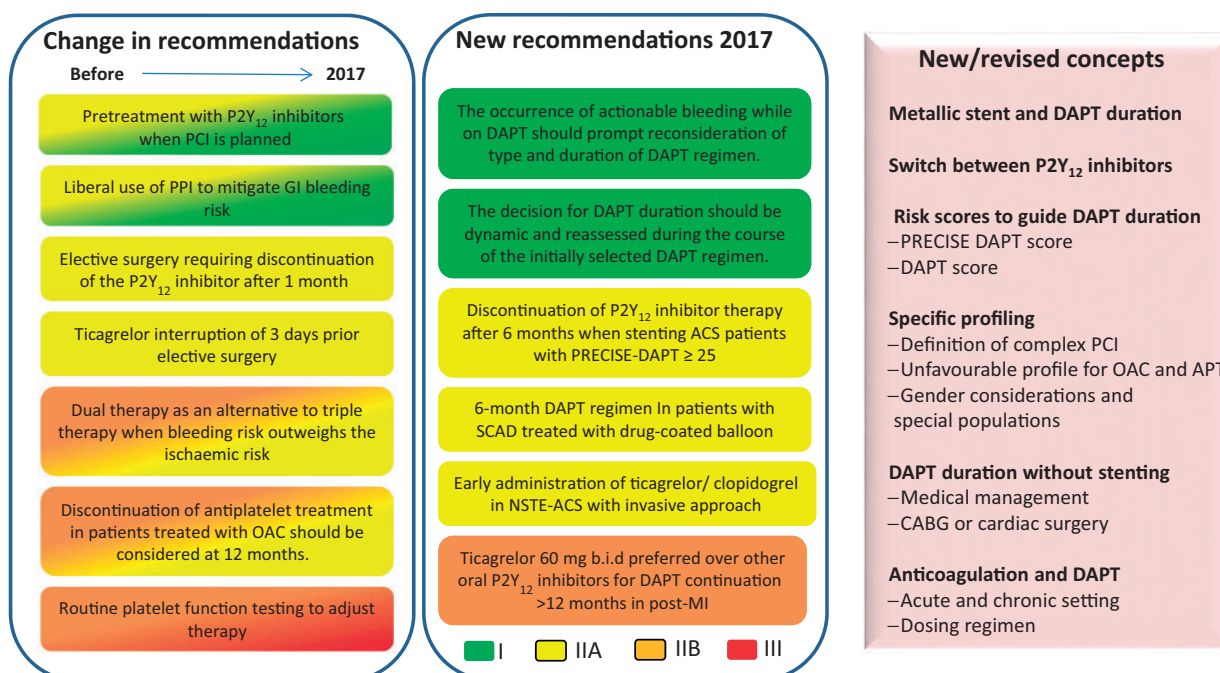 Change in recommendations
Before
2017
Pretreatment with P2Y12 inhibitors
when PCI is planned
Liberal use of PPI to mitigate GI bleeding
risk
Elective surgery requiring discontinuation
of the P2Y12 inhibitor after 1 month
Ticagrelor interruption of 3 days prior
elective surgery
Dual therapy as an alternative to triple
therapy when bleeding risk outweighs the
ischaemic risk
Discontinuation of antiplatelet treatment
in patients treated with OAC should be
considered at 12 months.
Routine platelet function testing to adjust
therapy
New recommendations 2017
The occurrence of actionable bleeding while
on DAPT should prompt reconsideration of
type and duration of DAPT regimen.
The decision for DAPT duration should be
dynamic and reassessed during the course
of the initially selected DAPT regimen.
Discontinuation of P2Y12 inhibitor therapy
after 6 months when stenting ACS patients
with PRECISE-DAPT ≥ 25
6-month DAPT regimen In patients with
SCAD treated with drug-coated balloon
Early administration of ticagrelor/ clopidogrel
in NSTE-ACS with invasive approach
Ticagrelor 60 mg b.i.d preferred over other
oral P2Y12 inhibitors for DAPT continuation
>12 months in post-MI
I IIA IIB III
New/revised concepts
Metallic stent and DAPT duration
Switch between P2Y12 inhibitors
Risk scores to guide DAPT duration
–PRECISE DAPT score
–DAPT score
Specific profiling
–Definition of complex PCI
–Unfavourable profile for OAC and APT
–Gender considerations and
special populations
DAPT duration without stenting
–Medical management
–CABG or cardiac surgery
Anticoagulation and DAPT
–Acute and chronic setting
–Dosing regimen